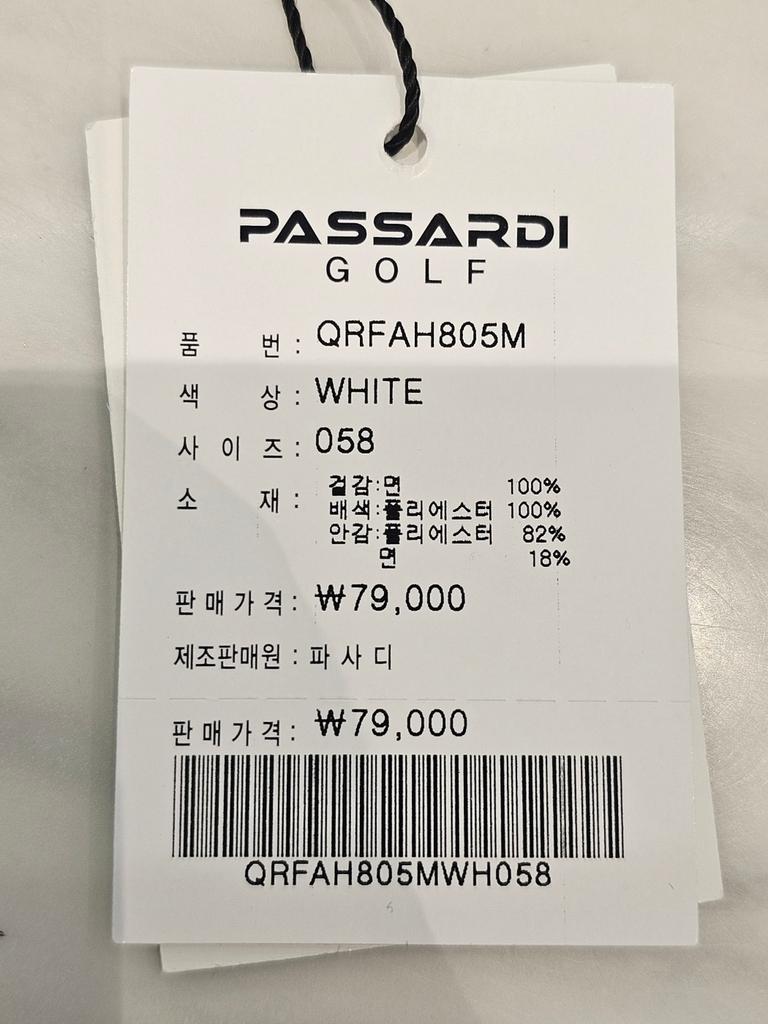 PASSARDI
GOLF
품 번 : QRFAH805M
색 상 : WHITE
사 이 즈 : 058
소 재 : 겉감:면 100%
배색:폴리에스터 100%
안감:폴리에스터 82%
면 18%
판 매 가 격 : ₩79,000
제조판매원 : 파 사 디
판 매 가 격 : ₩79,000
QRFAH805MWH058